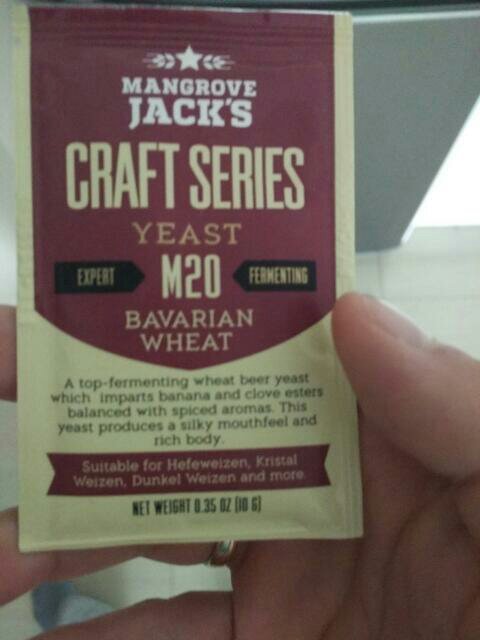 MANGROVE
JACK'S
CRAFT SERIES
YEAST
EXPERT M20 FERMENTING
BAVARIAN
WHEAT
A top-fermenting wheat beer yeast
which imparts banana and clove esters
balanced with spiced aromas. This
yeast produces a silky mouthfeel and
rich body.
Suitable for Hefeweizen, Kristal
Weizen, Dunkel Weizen and more.
NET WEIGHT 0.35 OZ (10 G)